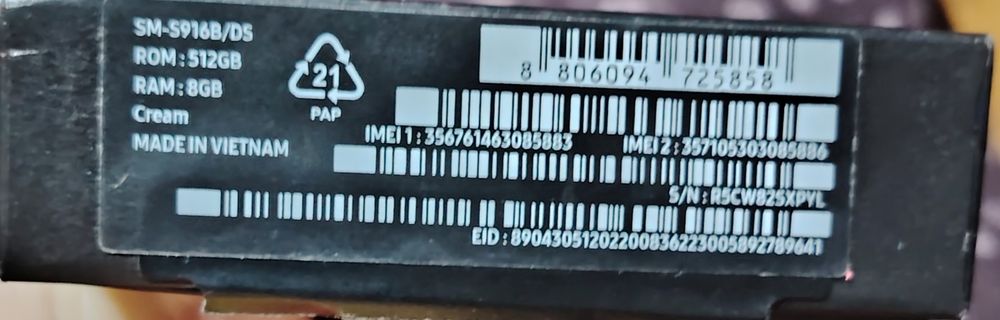 SM-S916B/DS
ROM : 512GB
RAM : 8GB
Cream
MADE IN VIETNAM
21
PAP
8 806094 725858
IMEI 1 : 356761463085883
IMEI 2 : 357105303085886
S/N : R5CW82SXPYL
EID : 89043051202200836223005892789641